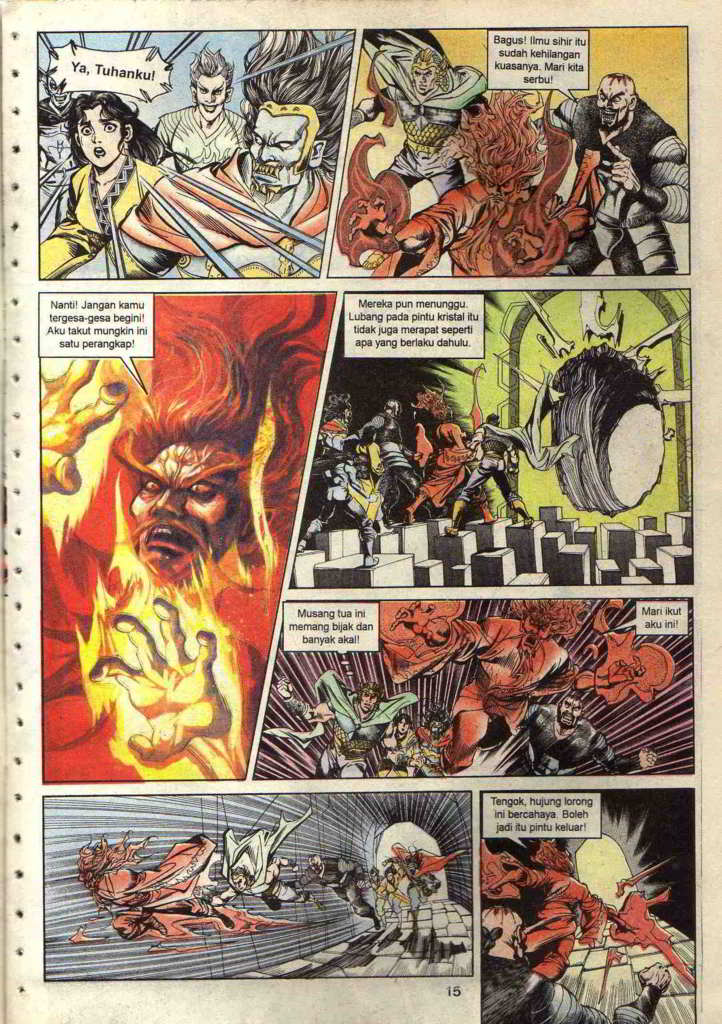 Ya, Tuhanku!
Bagus! Ilmu sihir itu
sudah kehilangan
kuasanya. Mari kita
serbu!
Nanti! Jangan kamu
tergesa-gesa begini!
Aku takut mungkin ini
satu perangkap!
Mereka pun menunggu.
Lubang pada pintu kristal itu
tidak juga merapat seperti
apa yang berlaku dahulu.
Musang tua ini
memang bijak dan
banyak akal!
Mari ikut
aku ini!
Tengok, hujung lorong
ini bercahaya. Boleh
jadi itu pintu keluar!
15